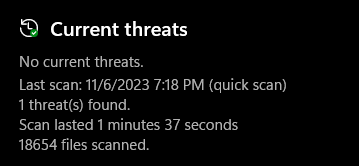 Current threats
No current threats.
Last scan: 11/6/2023 7:18 PM (quick scan)
1 threat(s) found.
Scan lasted 1 minutes 37 seconds
18654 files scanned.